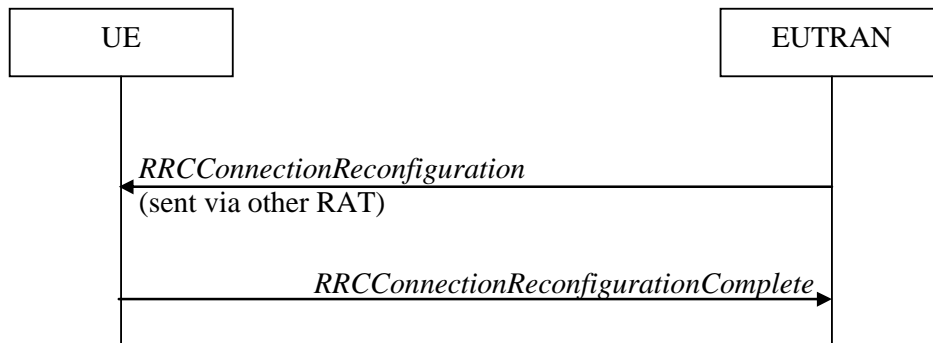 UE
EUTRAN
RRCConnectionReconfiguration
(sent via other RAT)
RRCConnectionReconfigurationComplete